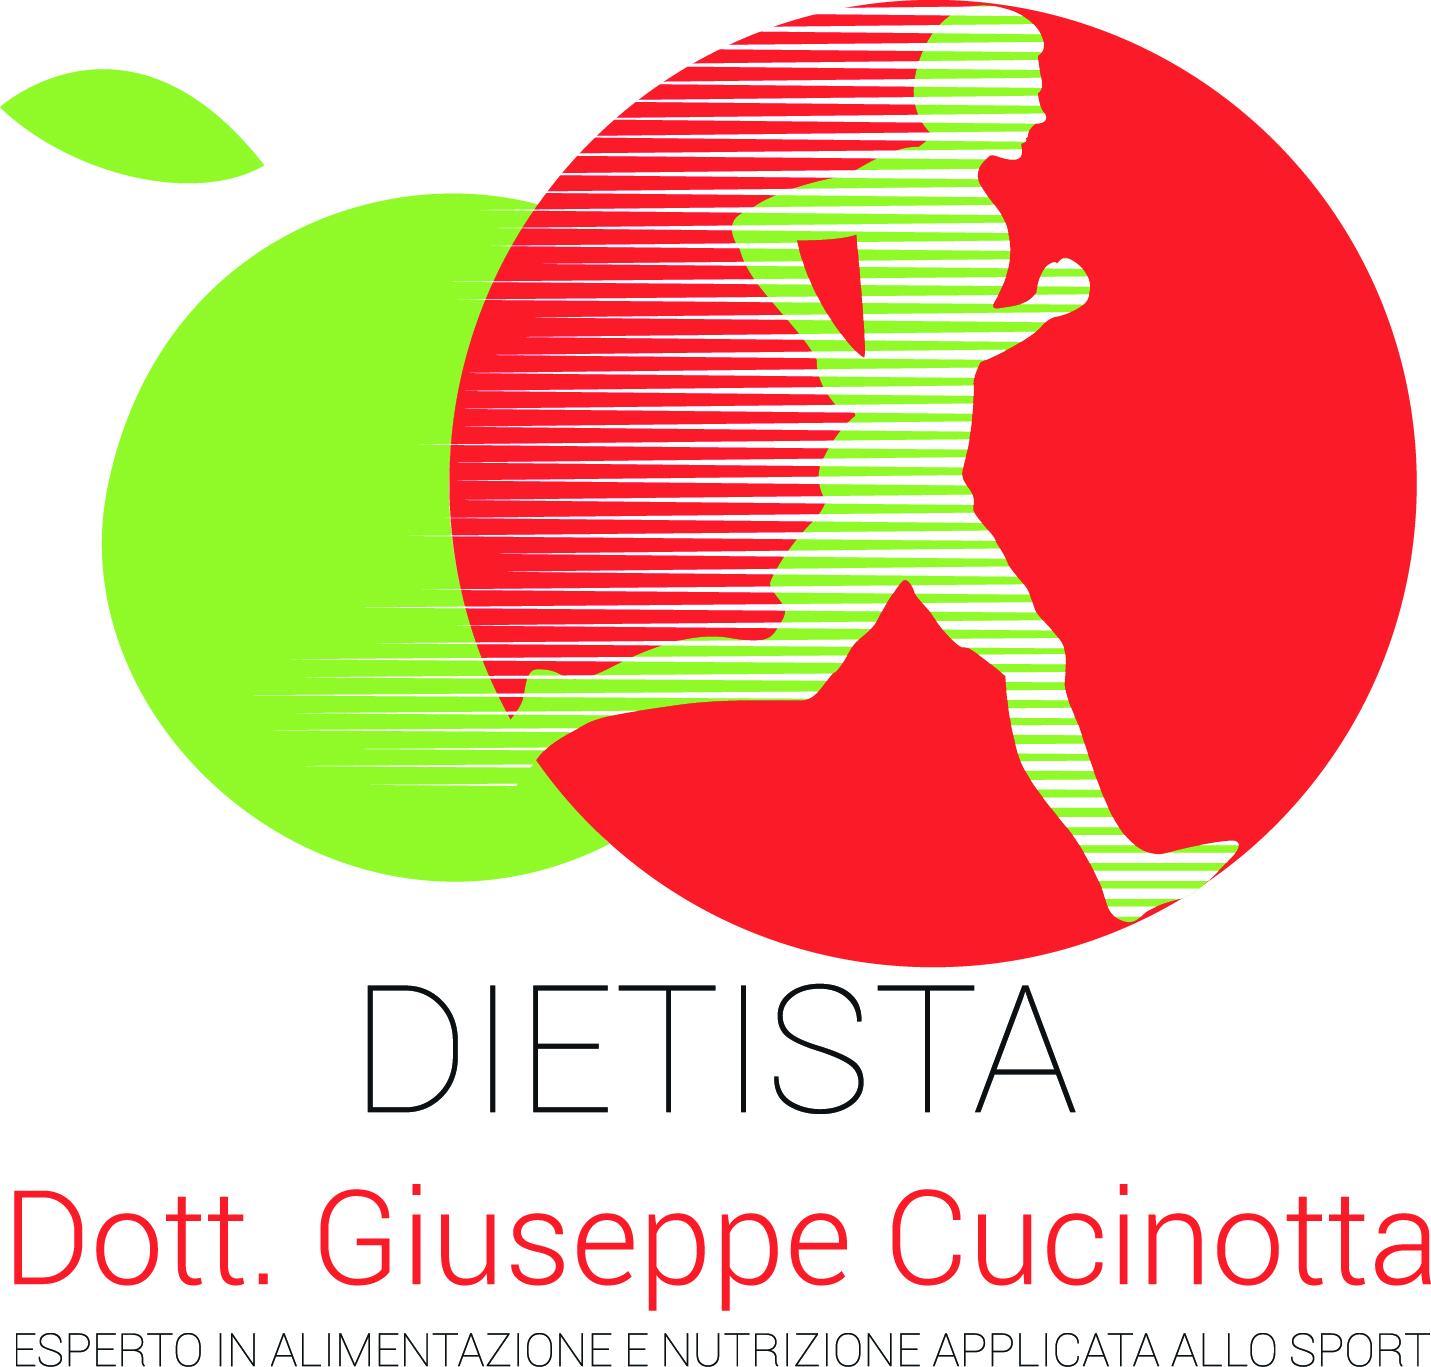 DIETISTA
Dott. Giuseppe Cucinotta
ESPERTO IN ALIMENTAZIONE E NUTRIZIONE APPLICATA ALLO SPORT